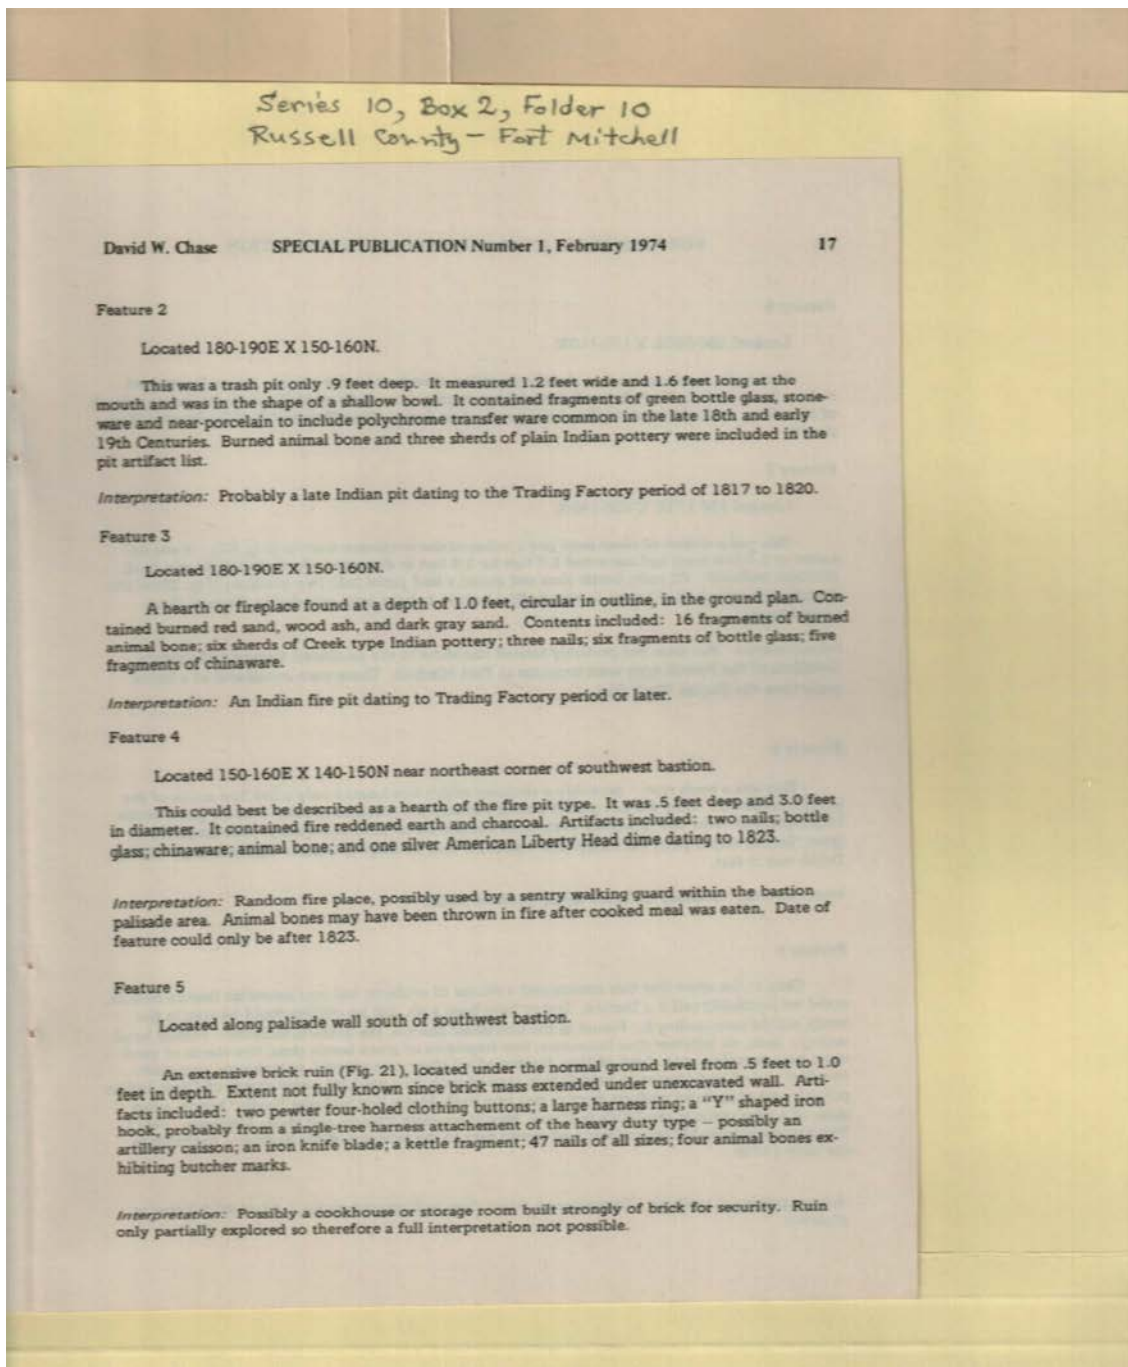 Series 10, Box 2, Folder 10
Russell County - Fort Mitchell
David W. Chase SPECIAL PUBLICATION Number 1, February 1974 17
Feature 2
Located 180-190E X 150-160N.
This was a trash pit only .9 feet deep. It measured 1.2 feet wide and 1.6 feet long at the
mouth and was in the shape of a shallow bowl. It contained fragments of green bottle glass, stone-
ware and near-porcelain to include polychrome transfer ware common in the late 18th and early
19th Centuries. Burned animal bone and three sherds of plain Indian pottery were included in the
pit artifact list.
Interpretation: Probably a late Indian pit dating to the Trading Factory period of 1817 to 1820.
Feature 3
Located 180-190E X 150-160N.
A hearth or fireplace found at a depth of 1.0 feet, circular in outline, in the ground plan. Con-
tained burned red sand, wood ash, and dark gray sand. Contents included: 16 fragments of burned
animal bone; six sherds of Creek type Indian pottery; three nails; six fragments of bottle glass; five
fragments of chinaware.
Interpretation: An Indian fire pit dating to Trading Factory period or later.
Feature 4
Located 150-160E X 140-150N near northeast corner of southwest bastion.
This could best be described as a hearth of the fire pit type. It was .5 feet deep and 3.0 feet
in diameter. It contained fire reddened earth and charcoal. Artifacts included: two nails; bottle
glass; chinaware; animal bone; and one silver American Liberty Head dime dating to 1823.
Interpretation: Random fire place, possibly used by a sentry walking guard within the bastion
palisade area. Animal bones may have been thrown in fire after cooked meal was eaten. Date of
feature could only be after 1823.
Feature 5
Located along palisade wall south of southwest bastion.
An extensive brick ruin (Fig. 21), located under the normal ground level from .5 feet to 1.0
feet in depth. Extent not fully known since brick mass extended under unexcavated wall. Arti-
facts included: two pewter four-holed clothing buttons; a large harness ring; a "Y" shaped iron
hook, probably from a single-tree harness attachement of the heavy duty type — possibly an
artillery caisson; an iron knife blade; a kettle fragment; 47 nails of all sizes; four animal bones ex-
hibiting butcher marks.
Interpretation: Possibly a cookhouse or storage room built strongly of brick for security. Ruin
only partially explored so therefore a full interpretation not possible.